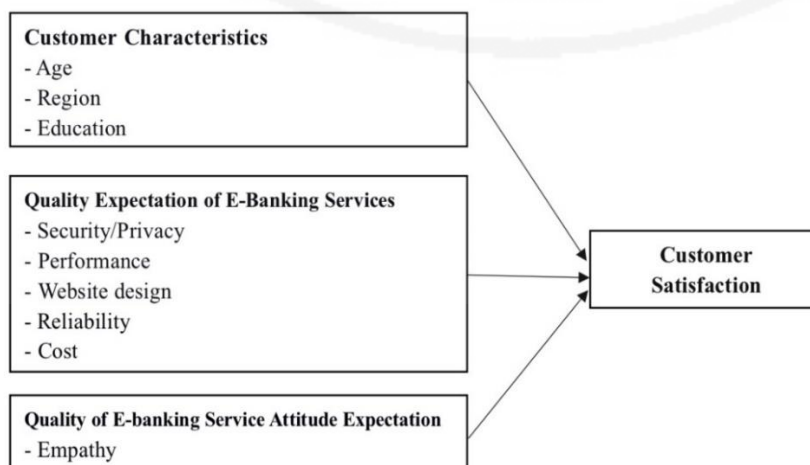 Customer Characteristics
- Age
- Region
- Education
Quality Expectation of E-Banking Services
- Security/Privacy
- Performance
- Website design
- Reliability
- Cost
Customer
Satisfaction
Quality of E-banking Service Attitude Expectation
- Empathy